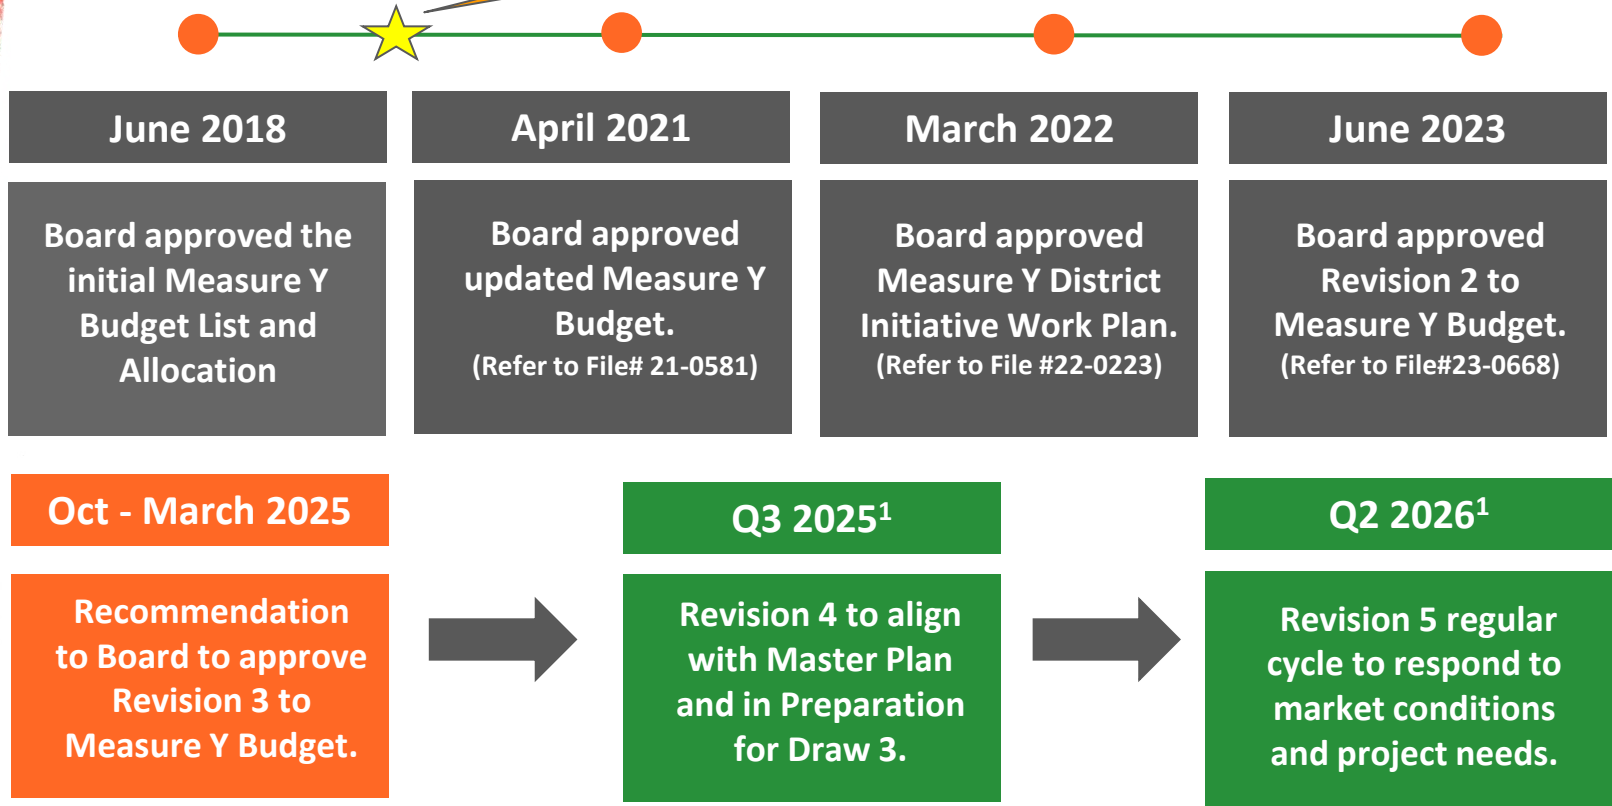 June 2018
Board approved the
initial Measure Y
Budget List and
Allocation
April 2021
Board approved
updated Measure Y
Budget.
(Refer to File# 21-0581)
March 2022
Board approved
Measure Y District
Initiative Work Plan.
(Refer to File #22-0223)
June 2023
Board approved
Revision 2 to
Measure Y Budget.
(Refer to File#23-0668)
Oct - March 2025
Recommendation
to Board to approve
Revision 3 to
Measure Y Budget.
Q3 2025¹
Revision 4 to align
with Master Plan
and in Preparation
for Draw 3.
Q2 2026¹
Revision 5 regular
cycle to respond to
market conditions
and project needs.